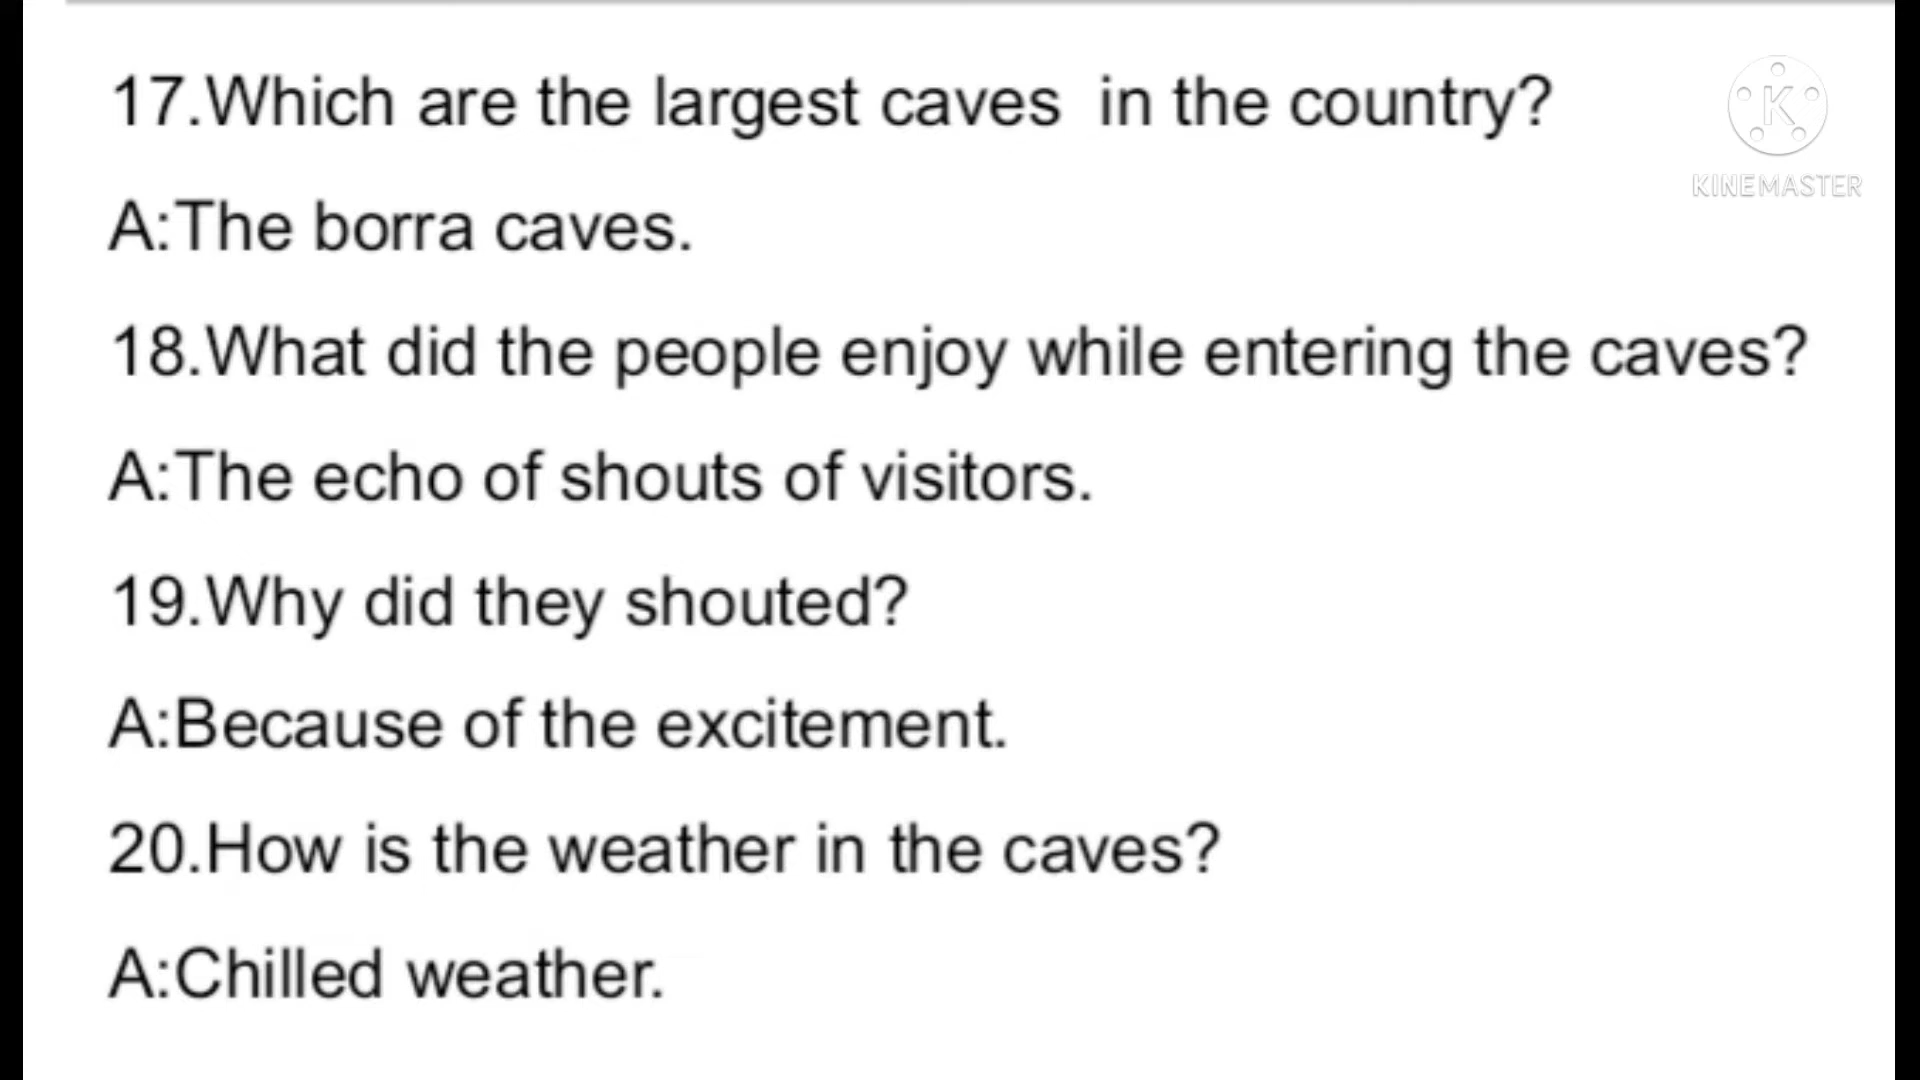 17.Which are the largest caves  in the country?
K
KINEMASTER
A:The borra caves.
18.What did the people enjoy while entering the caves?
A:The echo of shouts of visitors.
19.Why did they shouted?
A:Because of the excitement.
20.How is the weather in the caves?
A:Chilled weather.